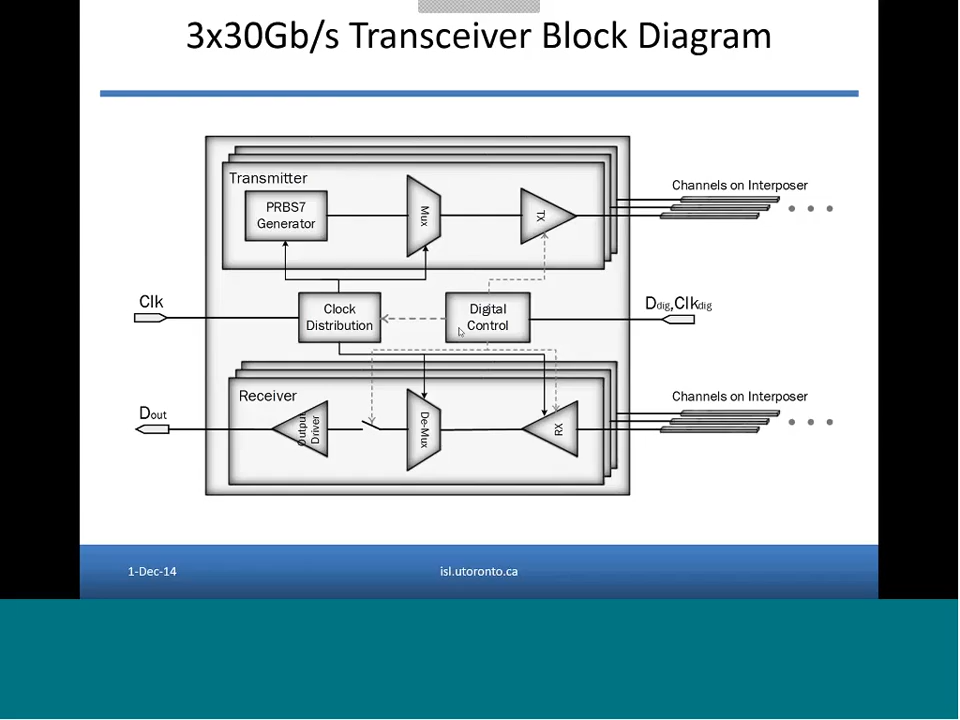 3x30Gb/s Transceiver Block Diagram
Transmitter
PRBS7
Generator
Mux
TX
Channels on Interposer
Clk
Clock
Distribution
Digital
Control
Ddig,Clkdig
Receiver
Dout
Output
Driver
De-Mux
RX
Channels on Interposer
1-Dec-14
isl.utoronto.ca